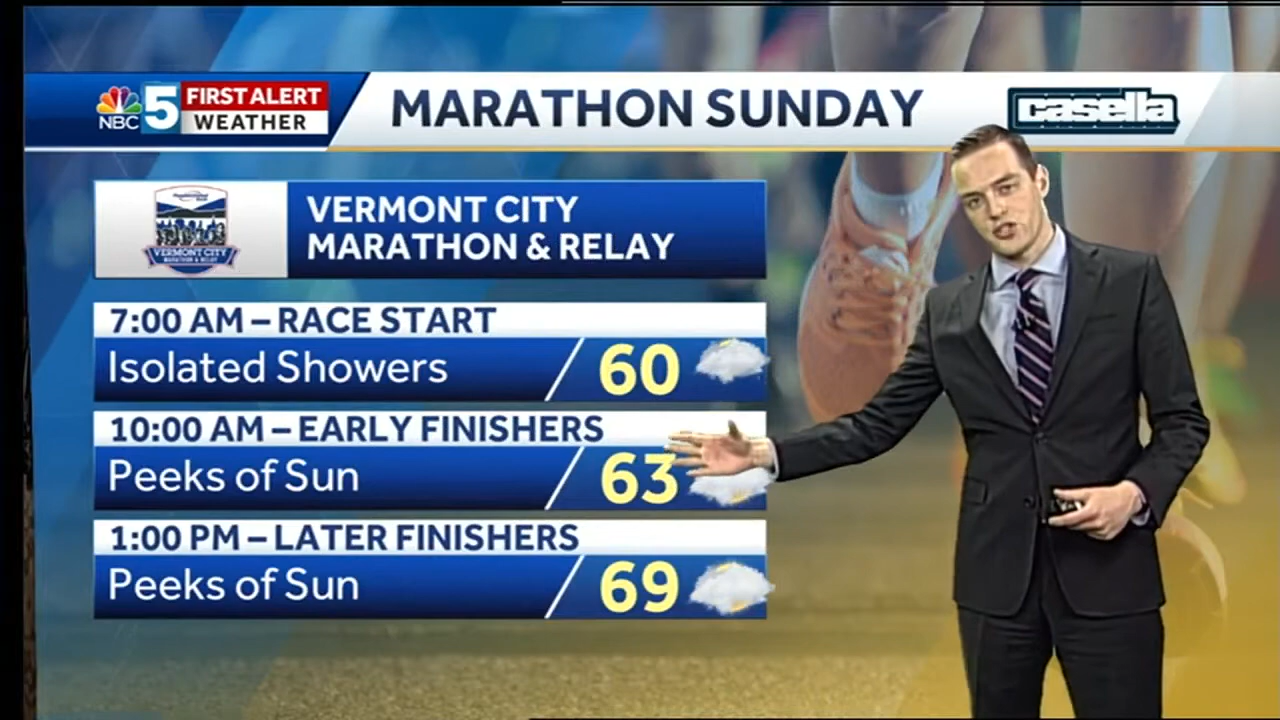 NBC 5 FIRST ALERT
WEATHER
MARATHON SUNDAY
casella
VERMONT CITY
MARATHON & RELAY
VERMONT CITY
MARATHON & RELAY
7:00 AM – RACE START
Isolated Showers 60
10:00 AM – EARLY FINISHERS
Peeks of Sun 63
1:00 PM – LATER FINISHERS
Peeks of Sun 69